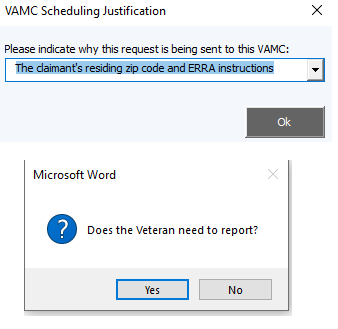 VAMC Scheduling Justification
Please indicate why this request is being sent to this VAMC:
The claimant's residing zip code and ERRA instructions
Ok
Microsoft Word
Does the Veteran need to report?
Yes No